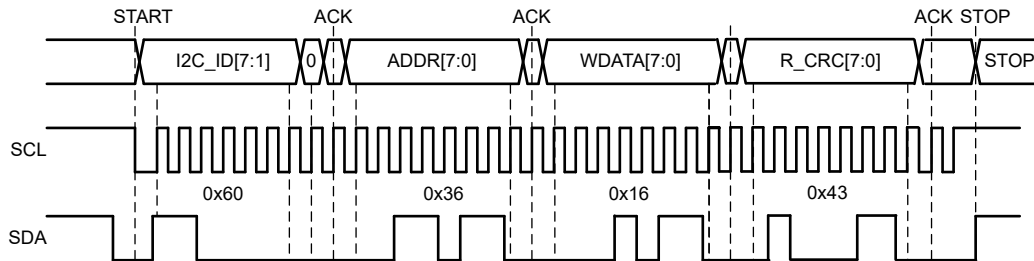 START ACK ACK ACK STOP
I2C_ID[7:1] 0 ADDR[7:0] WDATA[7:0] R_CRC[7:0] STOP
SCL
0x60 0x36 0x16 0x43
SDA